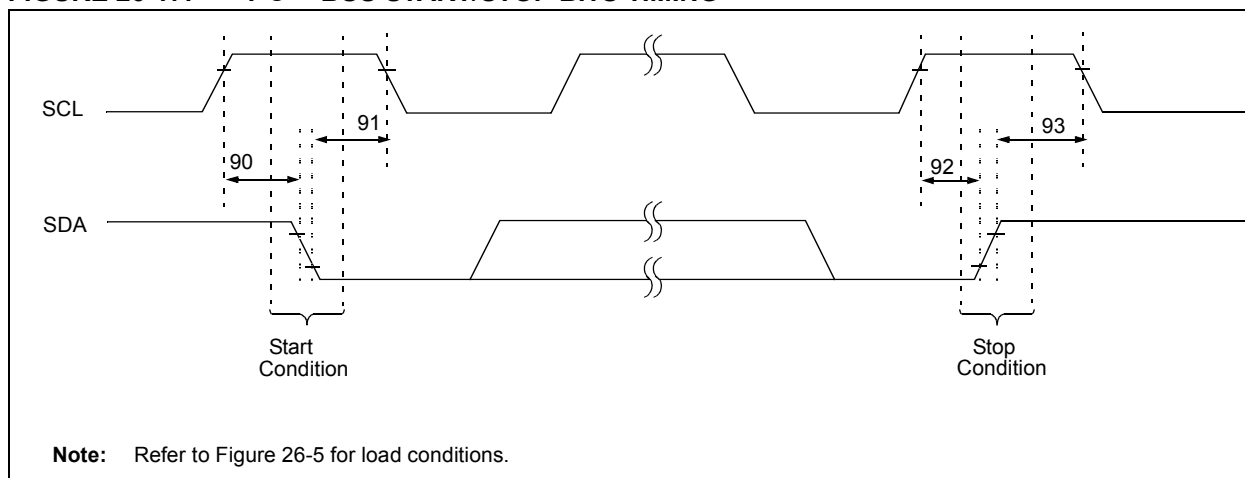 SCL
91
93
90
92
SDA
Start
Condition
Stop
Condition
Note: Refer to Figure 26-5 for load conditions.